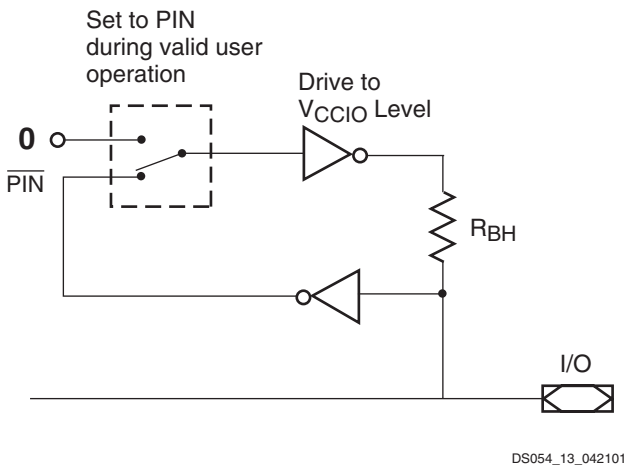 Set to PIN
during valid user
operation
Drive to
VCCIO Level
0
PIN
RBH
I/O
DS054_13_042101